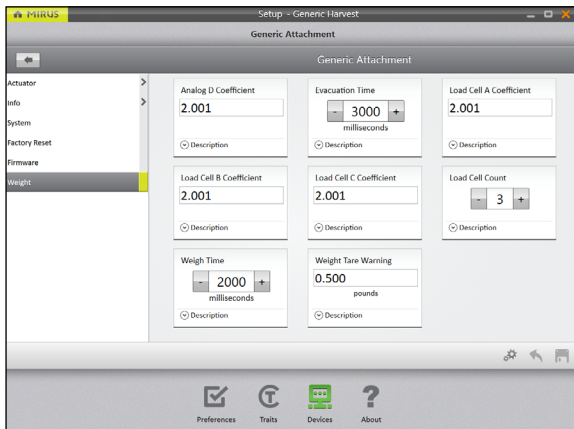 MIRUS
Setup - Generic Harvest
Generic Attachment
Generic Attachment
Actuator
Info
System
Factory Reset
Firmware
Weight
Analog D Coefficient
2.001
Description
Evacuation Time
- 3000 +
milliseconds
Description
Load Cell A Coefficient
2.001
Description
Load Cell B Coefficient
2.001
Description
Load Cell C Coefficient
2.001
Description
Load Cell Count
- 3 +
Description
Weigh Time
- 2000 +
milliseconds
Description
Weight Tare Warning
0.500
pounds
Description
Preferences
Traits
Devices
About